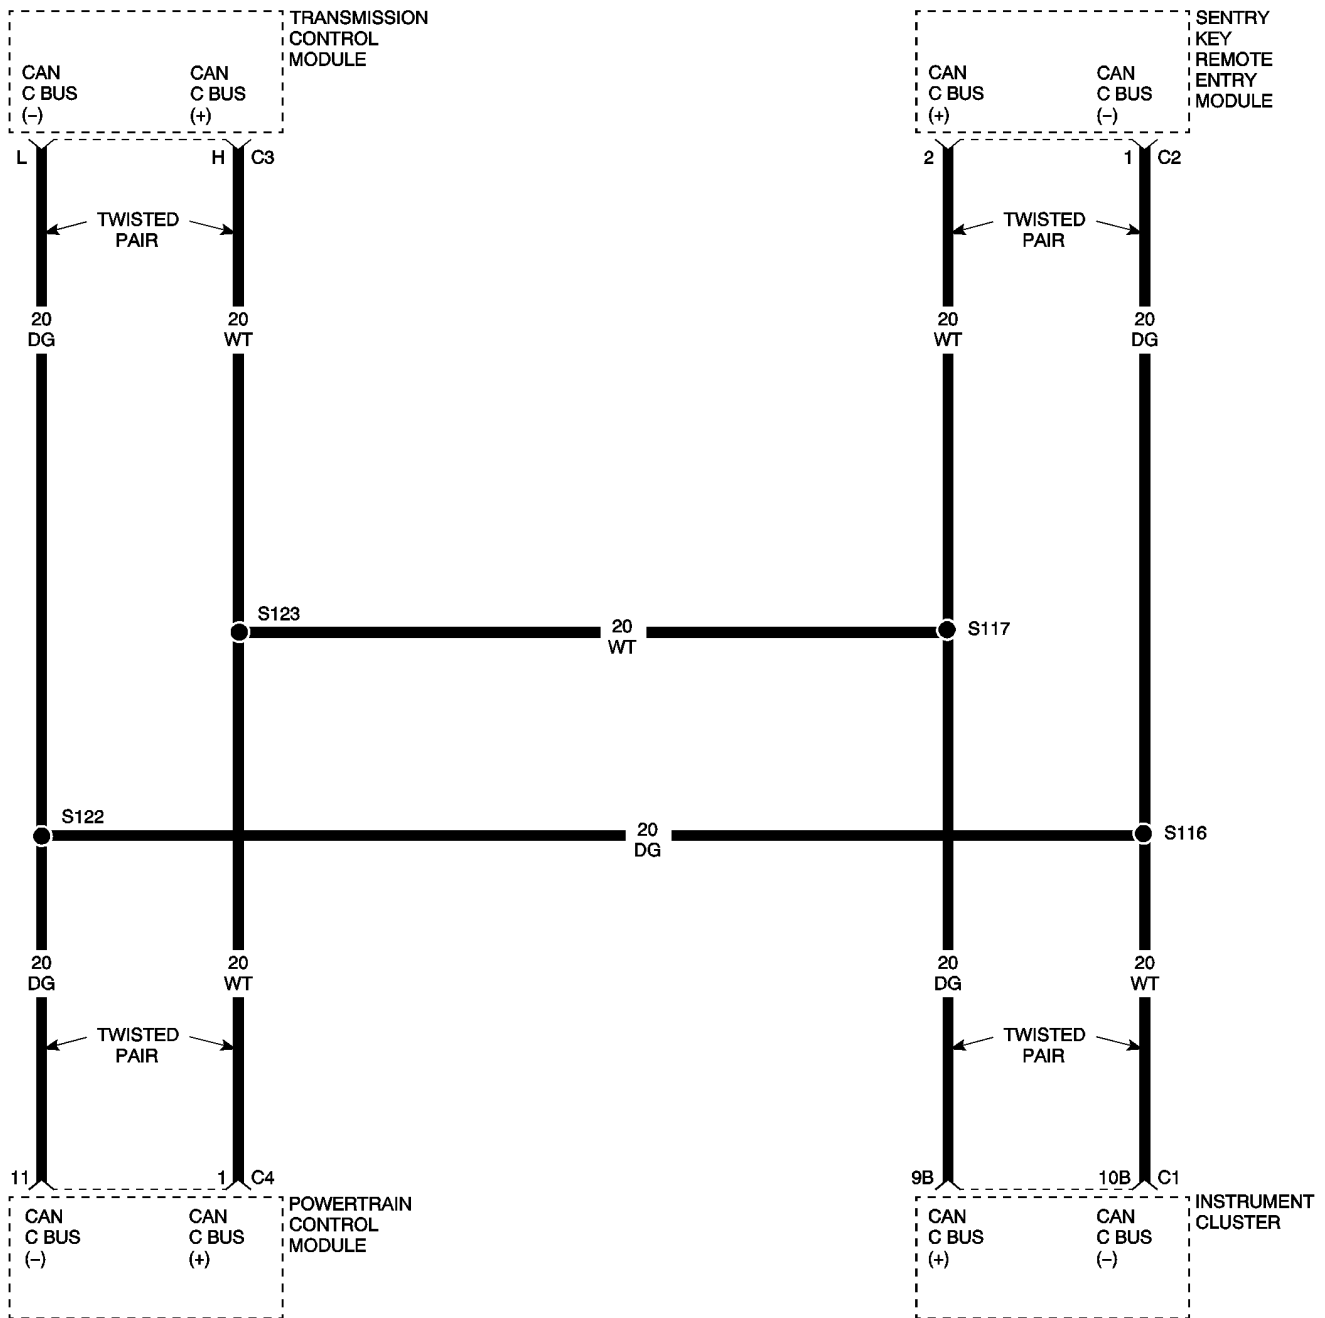 TRANSMISSION
CONTROL
MODULE
CAN
C BUS
(–)
CAN
C BUS
(+)
L
H
C3
TWISTED
PAIR
20
DG
20
WT
SENTRY
KEY
REMOTE
ENTRY
MODULE
CAN
C BUS
(+)
CAN
C BUS
(–)
2
1
C2
TWISTED
PAIR
20
WT
20
DG
S123
20
WT
S117
S122
20
DG
S116
20
DG
20
WT
TWISTED
PAIR
11
1
C4
CAN
C BUS
(–)
CAN
C BUS
(+)
POWERTRAIN
CONTROL
MODULE
20
DG
20
WT
TWISTED
PAIR
9B
10B
C1
CAN
C BUS
(+)
CAN
C BUS
(–)
INSTRUMENT
CLUSTER